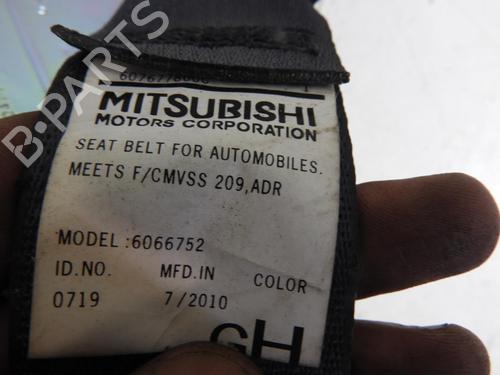 MITSUBISHI
MOTORS CORPORATION
SEAT BELT FOR AUTOMOBILES.
MEETS F/CMVSS 209,ADR
MODEL:6066752
ID.NO. MFD.IN COLOR
0719 7/2010
GH
B-PARTS